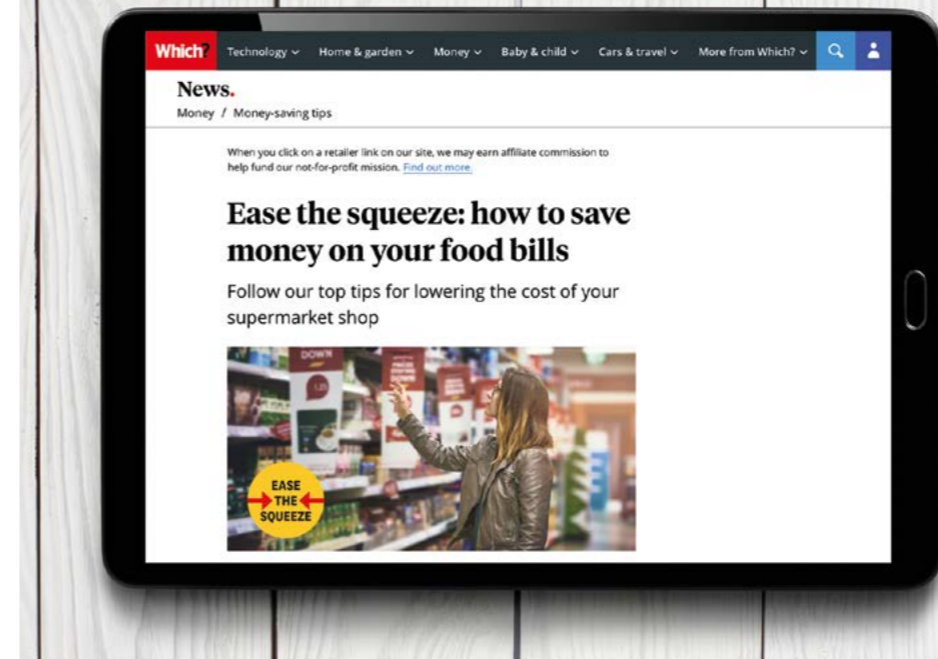 Which?
Technology Home & garden Money Baby & child Cars & travel More from Which?
News.
Money / Money-saving tips
When you click on a retailer link on our site, we may earn affiliate commission to
help fund our not-for-profit mission. Find out more.
Ease the squeeze: how to save
money on your food bills
Follow our top tips for lowering the cost of your
supermarket shop
DOWN
DOWN
EASE
THE
SQUEEZE